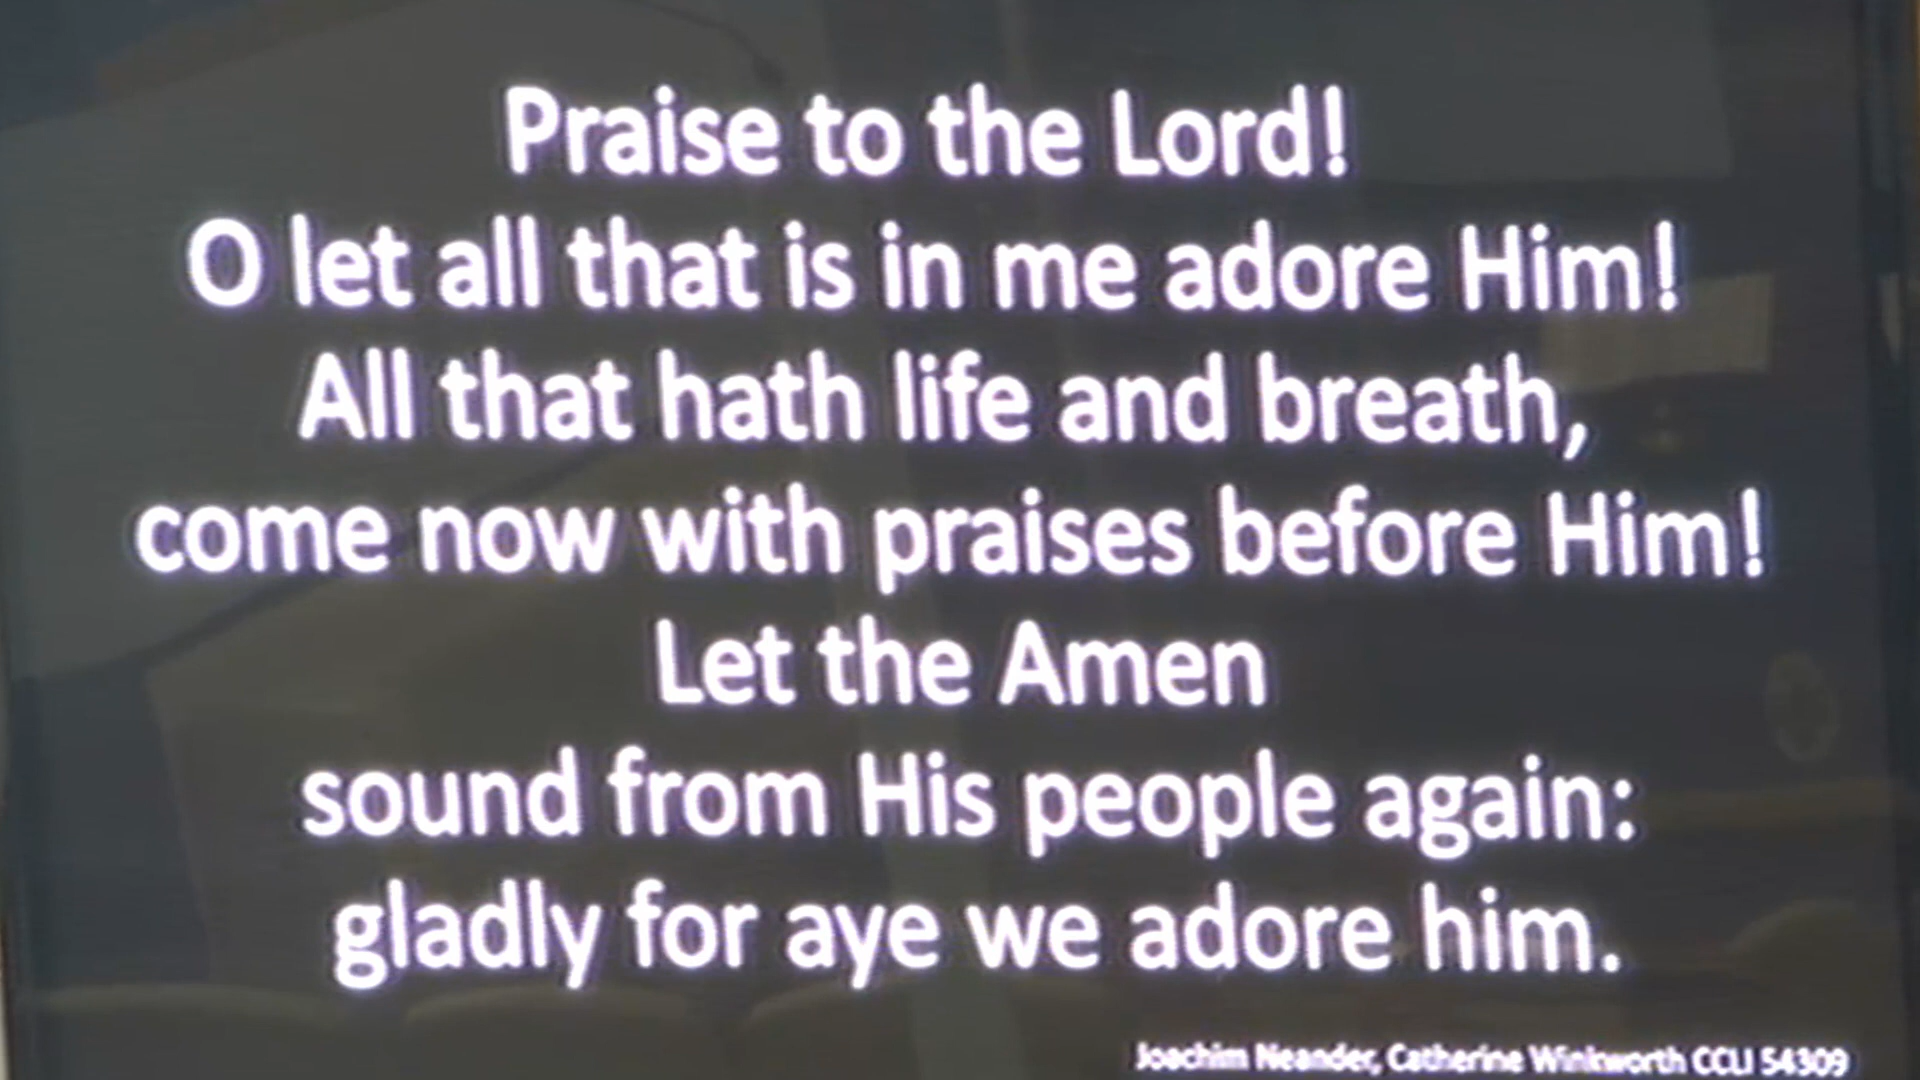 Praise to the Lord!
O let all that is in me adore Him!
All that hath life and breath,
come now with praises before Him!
Let the Amen
sound from His people again:
gladly for aye we adore him.
Joachim Neander, Catherine Winkworth CCLI 54309